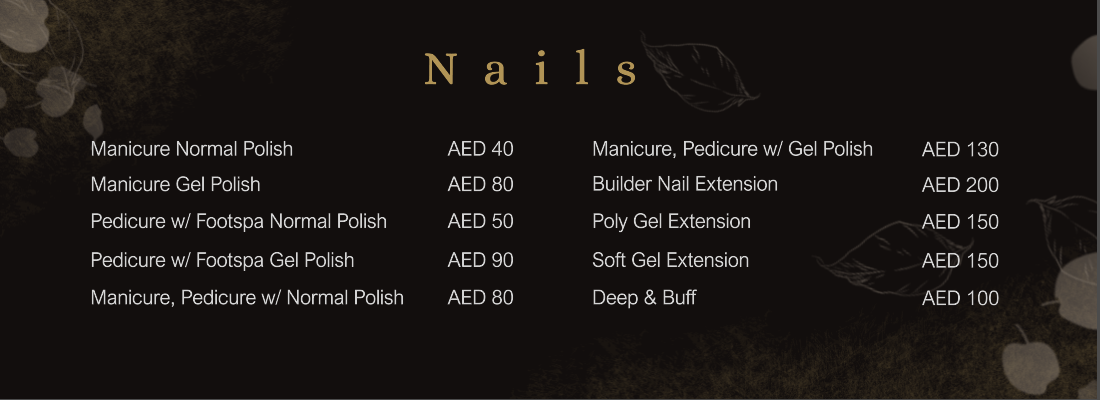 Nails
Manicure Normal Polish AED 40
Manicure Gel Polish AED 80
Pedicure w/ Footspa Normal Polish AED 50
Pedicure w/ Footspa Gel Polish AED 90
Manicure, Pedicure w/ Normal Polish AED 80
Manicure, Pedicure w/ Gel Polish AED 130
Builder Nail Extension AED 200
Poly Gel Extension AED 150
Soft Gel Extension AED 150
Deep & Buff AED 100